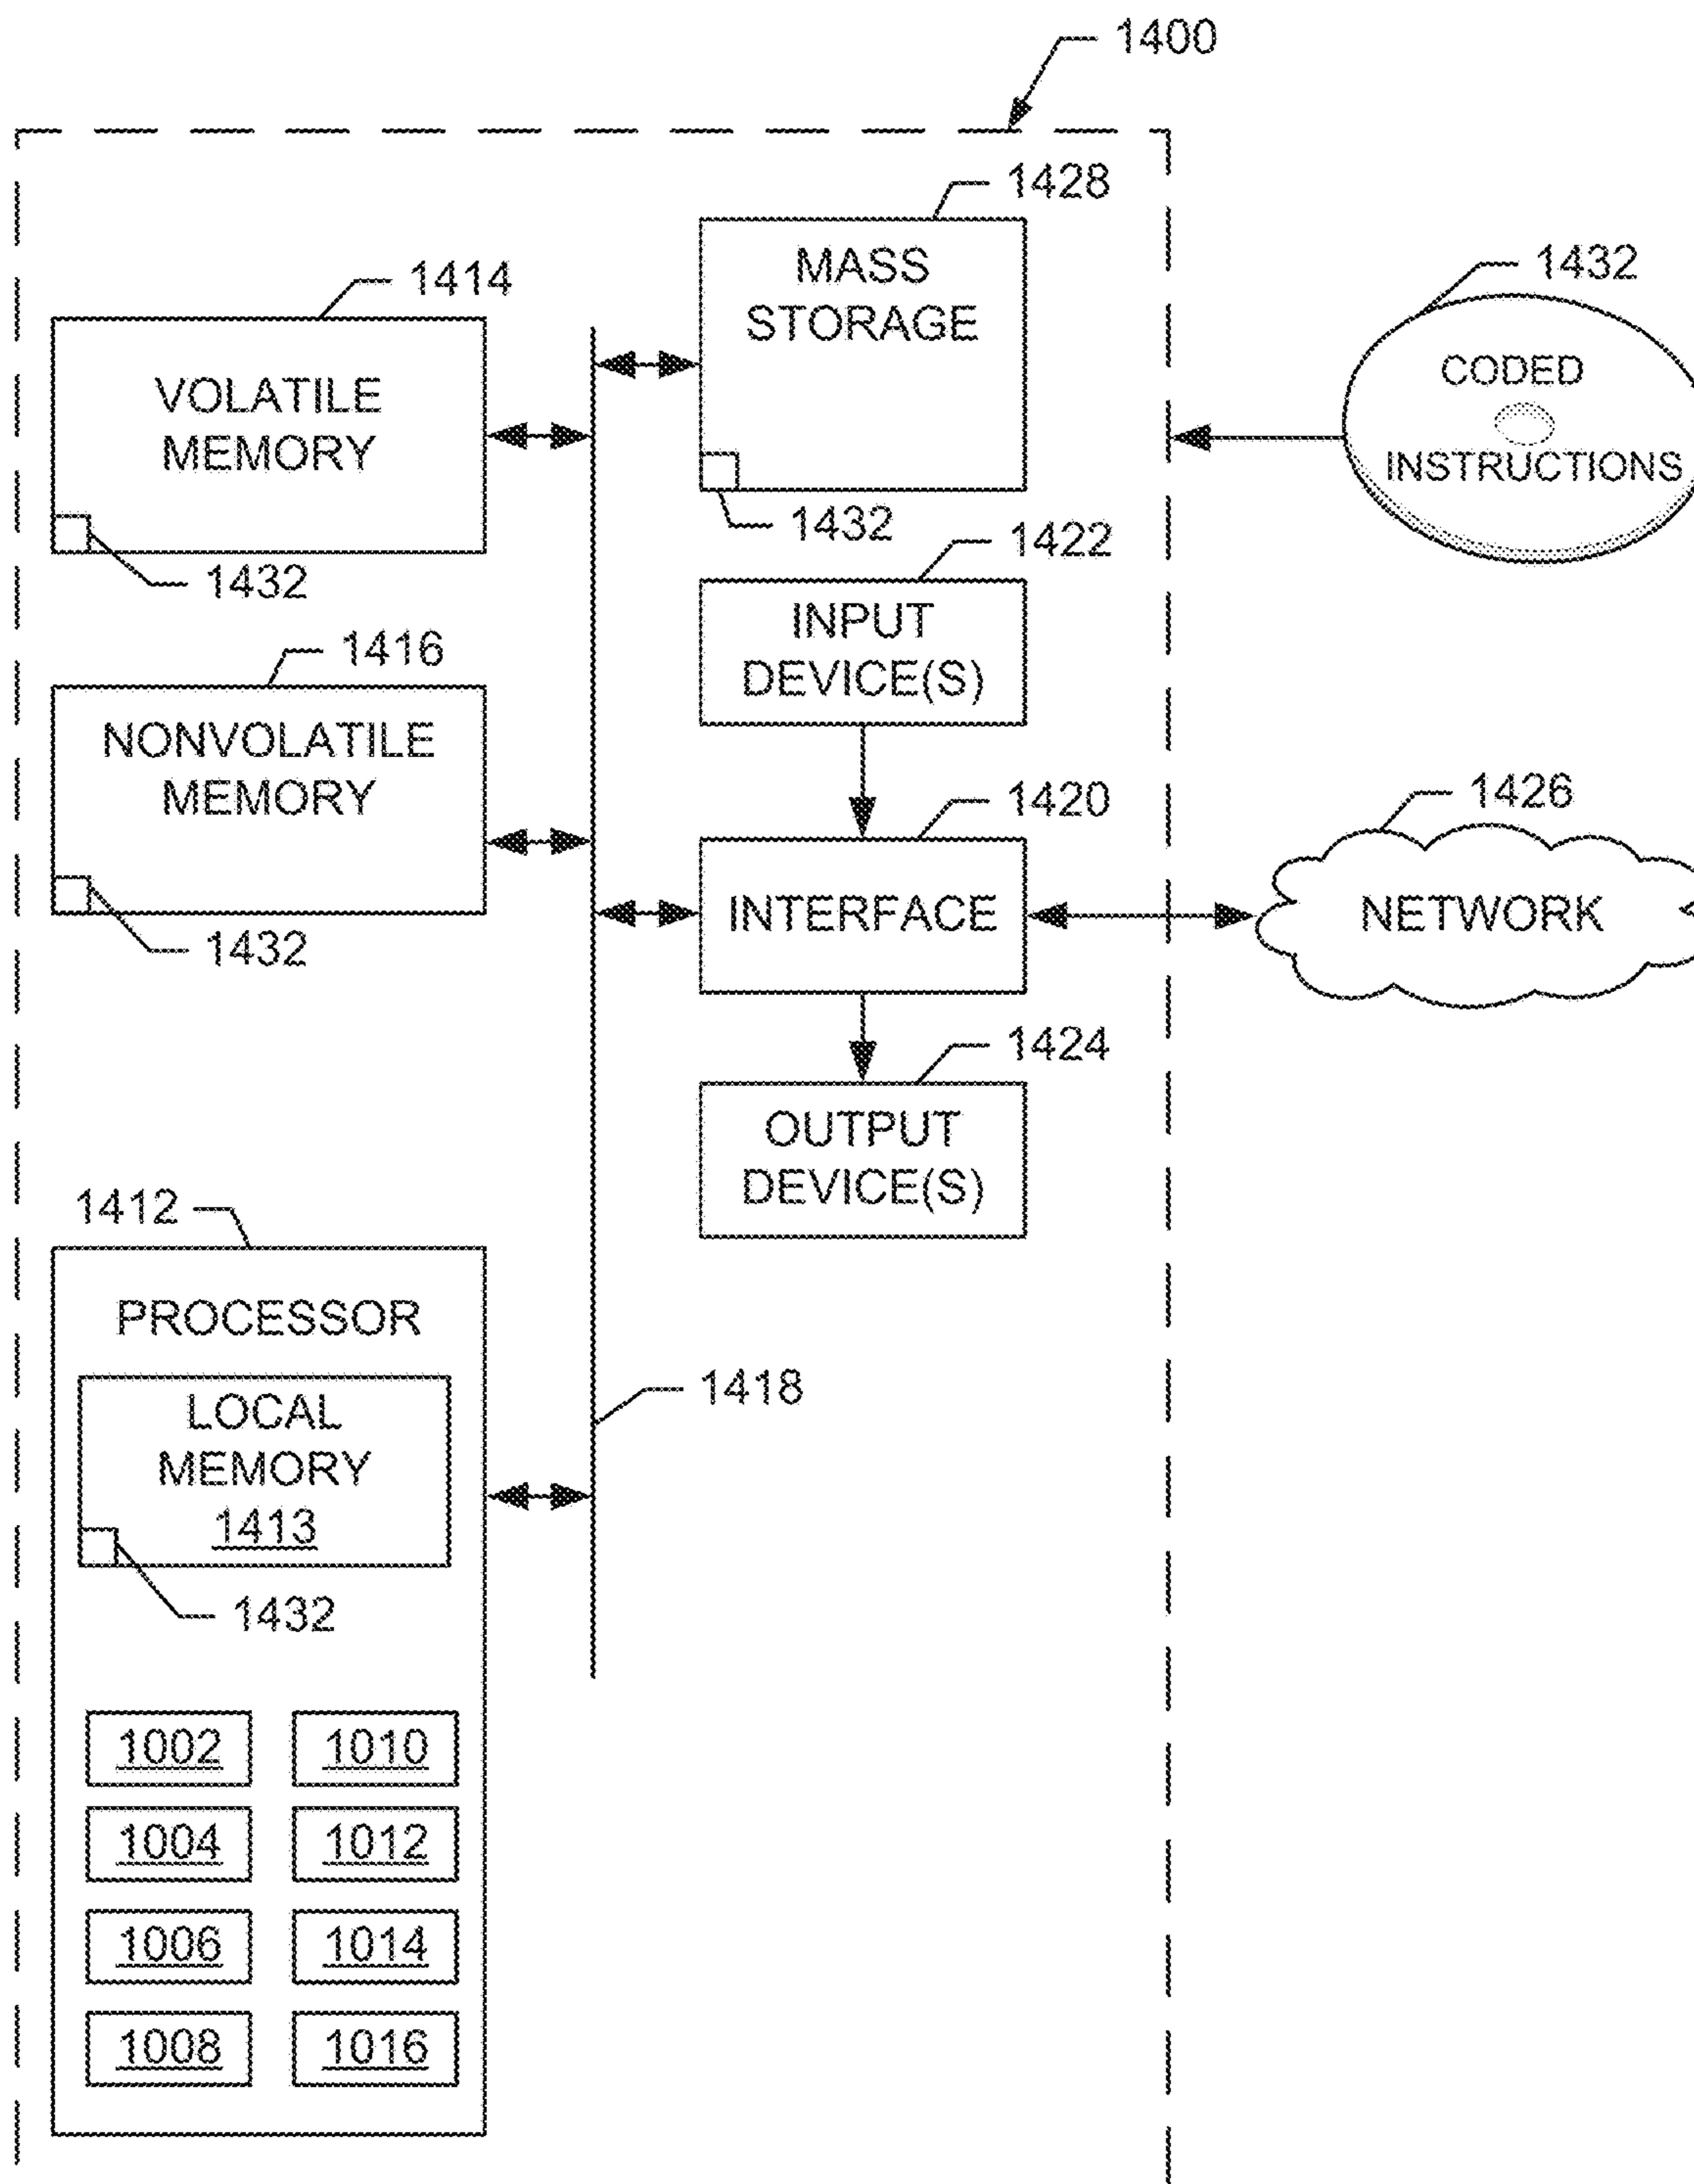 1400
1428
MASS
STORAGE
1432
1414
VOLATILE
MEMORY
1432
1432
CODED
INSTRUCTIONS
1422
INPUT
DEVICE(S)
1416
NONVOLATILE
MEMORY
1432
1420
INTERFACE
1426
NETWORK
1424
OUTPUT
DEVICE(S)
1412
PROCESSOR
LOCAL
MEMORY
1413
1432
1418
1002
1010
1004
1012
1006
1014
1008
1016